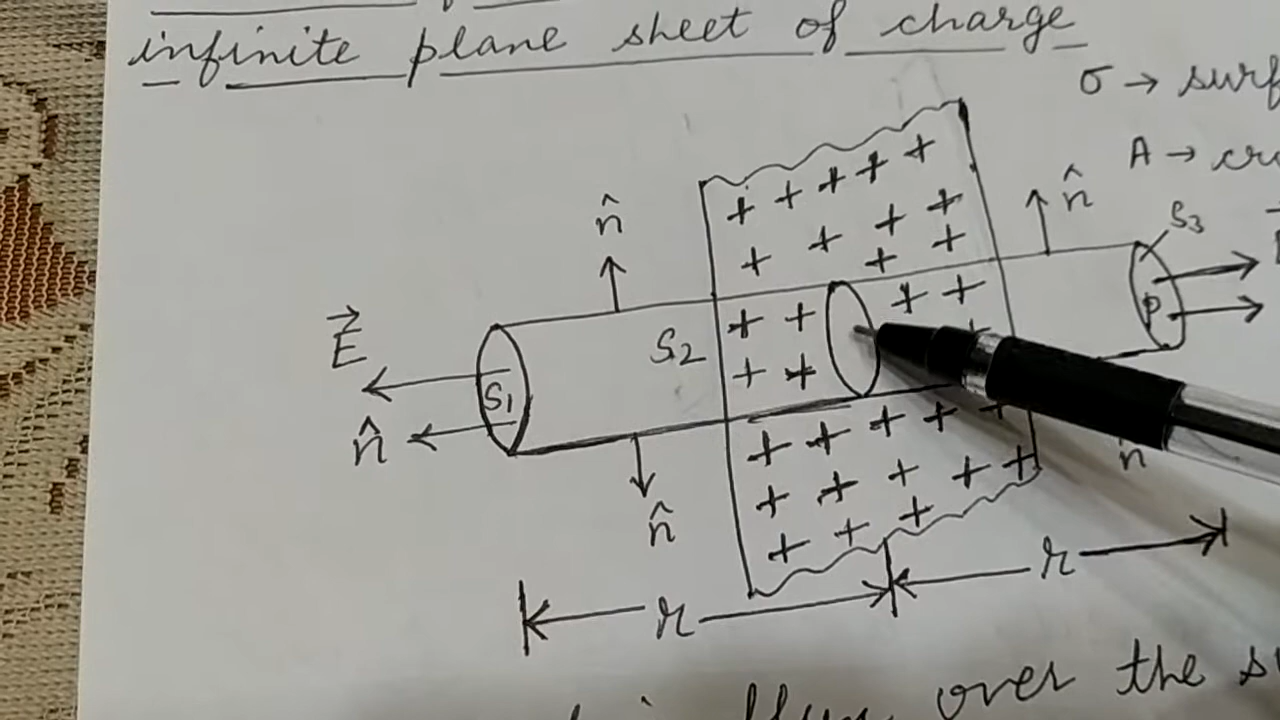 infinite plane sheet of charge
σ → surf
A → cr
n̂
n̂
S3
E⃗
S2
P
S1
n̂
n
n̂
r
r
over the s